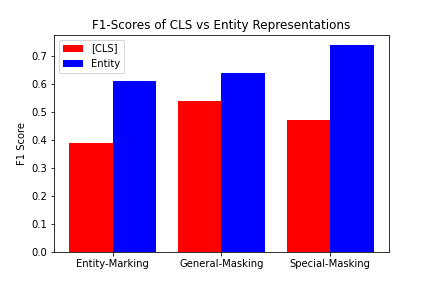 F1-Scores of CLS vs Entity Representations
[CLS]
Entity
F1 Score
0.7
0.6
0.5
0.4
0.3
0.2
0.1
0.0
Entity-Marking
General-Masking
Special-Masking